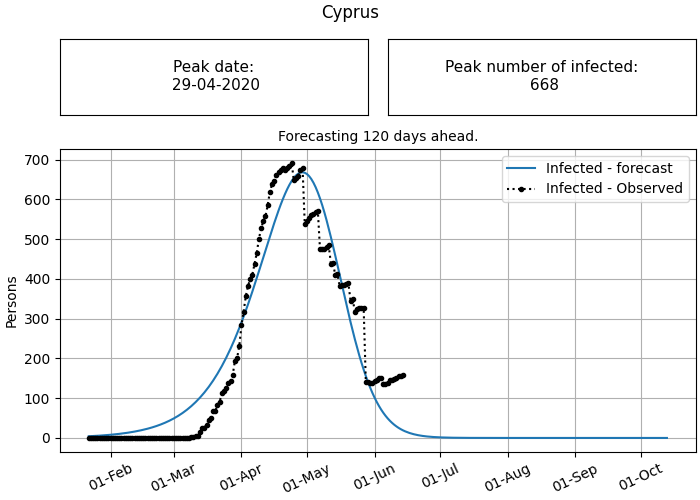 Cyprus
Peak date:
29-04-2020
Peak number of infected:
668
Forecasting 120 days ahead.
Infected - forecast
Infected - Observed
Persons
700
600
500
400
300
200
100
0
01-Feb
01-Mar
01-Apr
01-May
01-Jun
01-Jul
01-Aug
01-Sep
01-Oct